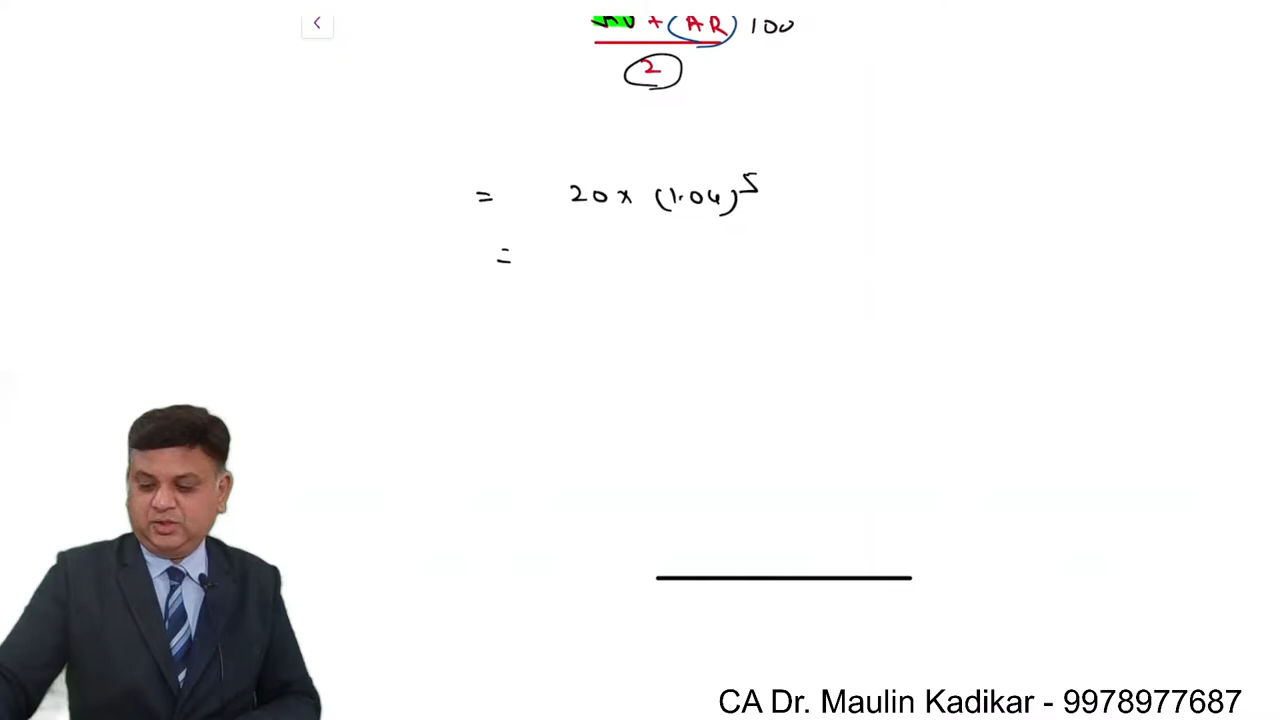 + (AR) 100
2
= 20 x (1.04)^5
=
CA Dr. Maulin Kadikar - 9978977687